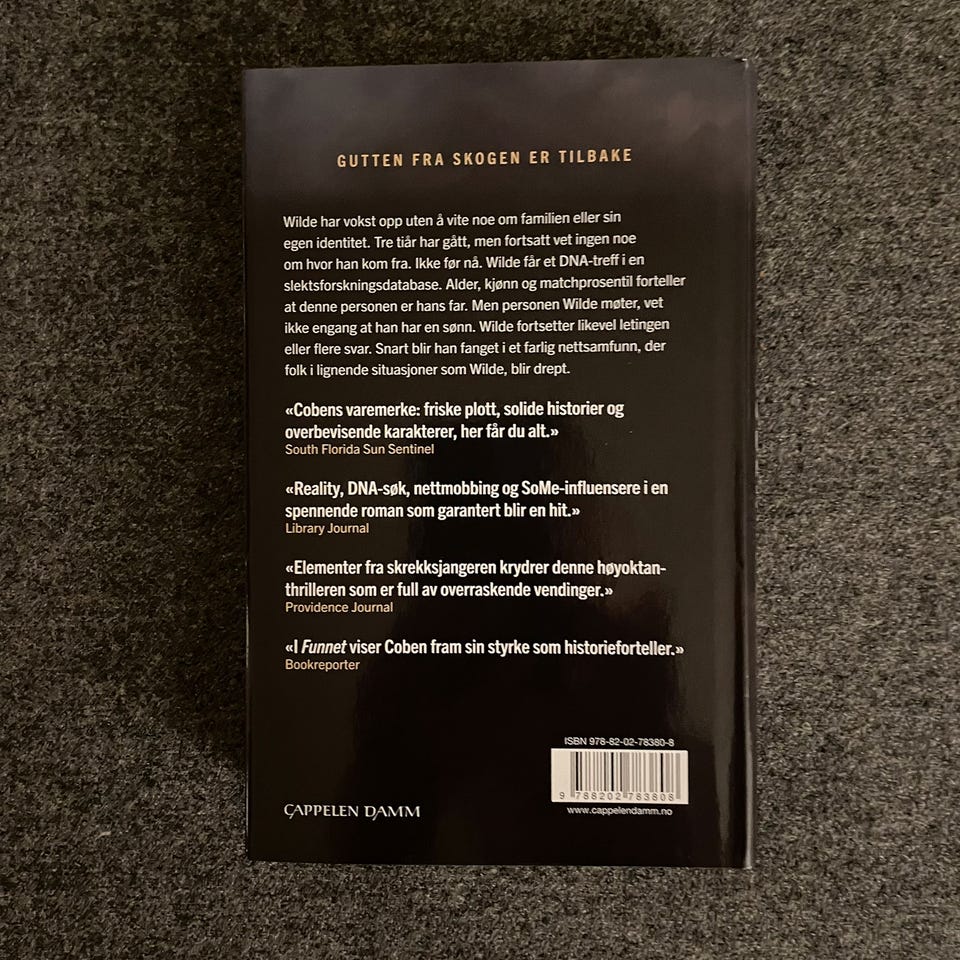 GUTTEN FRA SKOGEN ER TILBAKE
Wilde har vokst opp uten å vite noe om familien eller sin
egen identitet. Tre tiår har gått, men fortsatt vet ingen noe
om hvor han kom fra. Ikke før nå. Wilde får et DNA-treff i en
slektsforskningsdatabase. Alder, kjønn og matchprosentil forteller
at denne personen er hans far. Men personen Wilde møter, vet
ikke engang at han har en sønn. Wilde fortsetter likevel letingen
eller flere svar. Snart blir han fanget i et farlig nettsamfunn, der
folk i lignende situasjoner som Wilde, blir drept.
«Cobens varemerke: friske plott, solide historier og
overbevisende karakterer, her får du alt.»
South Florida Sun Sentinel
«Reality, DNA-søk, nettmobbing og SoMe-influensere i en
spennende roman som garantert blir en hit.»
Library Journal
«Elementer fra skrekksjangeren krydrer denne høyoktan-
thrilleren som er full av overraskende vendinger.»
Providence Journal
«I Funnet viser Coben fram sin styrke som historieforteller.»
Bookreporter
ISBN 978-82-02-78380-8
9 788202 783808
www.cappelendamm.no
CAPPELEN DAMM